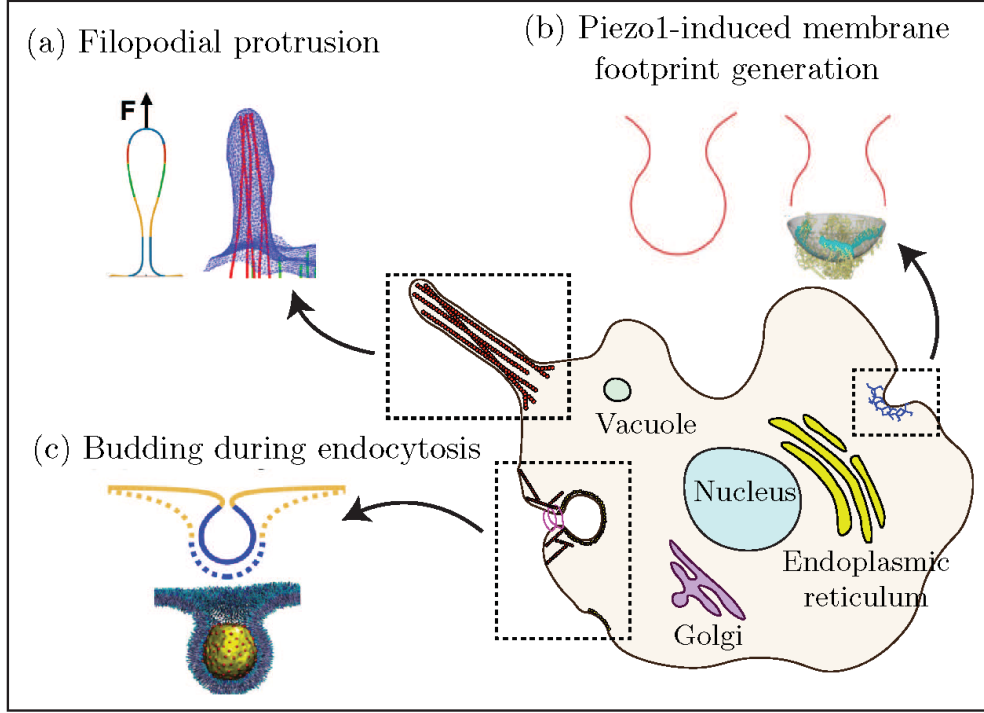 (a) Filopodial protrusion
(b) Piezo1-induced membrane
footprint generation
F
(c) Budding during endocytosis
Vacuole
Nucleus
Endoplasmic
reticulum
Golgi